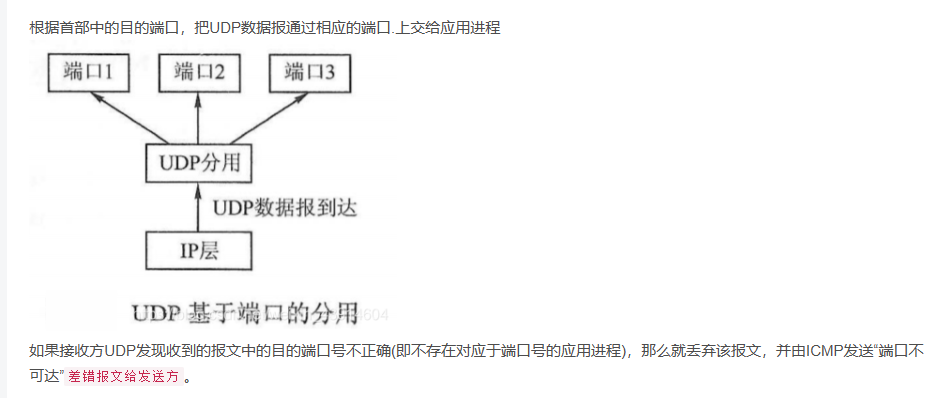 根据首部中的目的端口，把UDP数据报通过相应的端口.上交给应用进程
端口1 端口2 端口3
UDP分用
UDP数据报到达
IP层
UDP 基于端口的分用
如果接收方UDP发现收到的报文中的目的端口号不正确(即不存在对应于端口号的应用进程)，那么就丢弃该报文，并由ICMP发送“端口不
可达”差错报文给发送方。